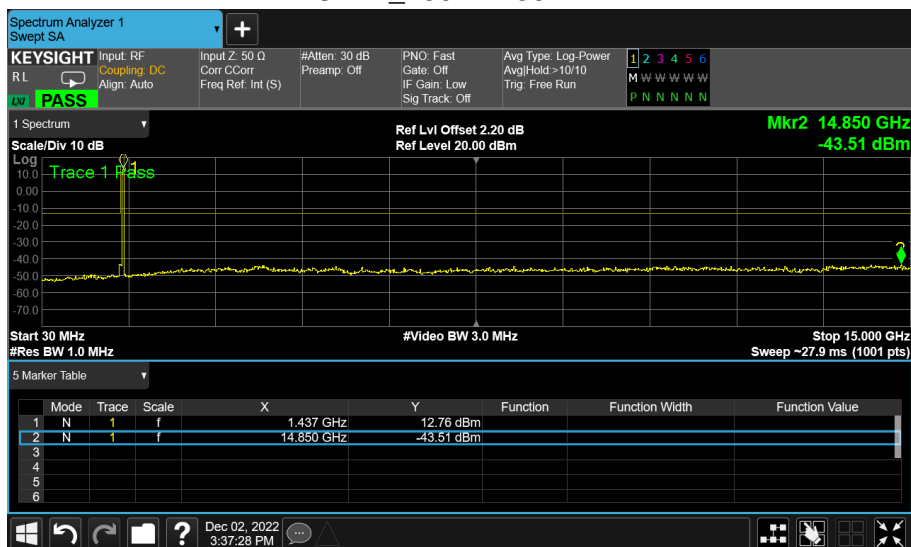 Spectrum Analyzer 1
Swept SA
KEYSIGHT
RL
LXI PASS
Input: RF
Coupling: DC
Align: Auto
Input Z: 50 Ω
Corr CCorr
Freq Ref: Int (S)
#Atten: 30 dB
Preamp: Off
PNO: Fast
Gate: Off
IF Gain: Low
Sig Track: Off
Avg Type: Log-Power
Avg|Hold:>10/10
Trig: Free Run
1 2 3 4 5 6
M W W W W W
P N N N N N
1 Spectrum
Scale/Div 10 dB
Ref Lvl Offset 2.20 dB
Ref Level 20.00 dBm
Mkr2 14.850 GHz
-43.51 dBm
Log
Trace 1 Pass
1
2
10.0
0.00
-10.0
-20.0
-30.0
-40.0
-50.0
-60.0
-70.0
Start 30 MHz
#Video BW 3.0 MHz
Stop 15.000 GHz
#Res BW 1.0 MHz
Sweep ~27.9 ms (1001 pts)
5 Marker Table
Mode Trace Scale X Y Function Function Width Function Value
1 N 1 f 1.437 GHz 12.76 dBm
2 N 1 f 14.850 GHz -43.51 dBm
3
4
5
6
?
Dec 02, 2022
3:37:28 PM